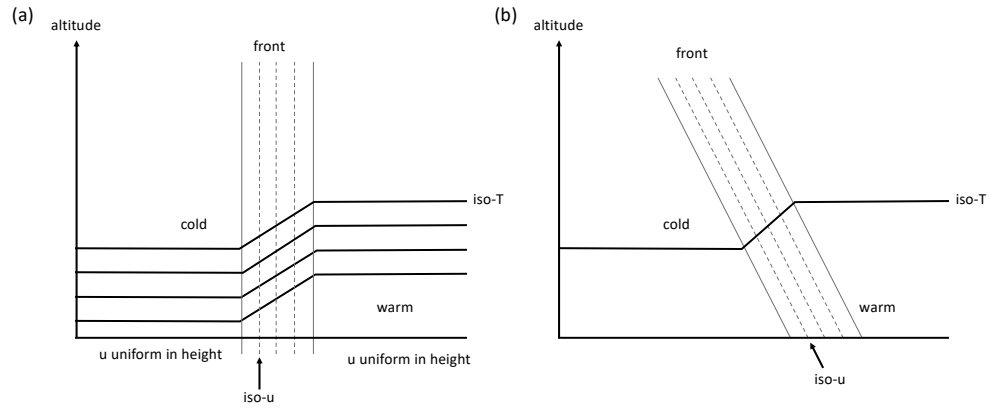 (a)
altitude
front
iso-T
cold
warm
u uniform in height
u uniform in height
iso-u
(b)
altitude
front
iso-T
cold
warm
iso-u